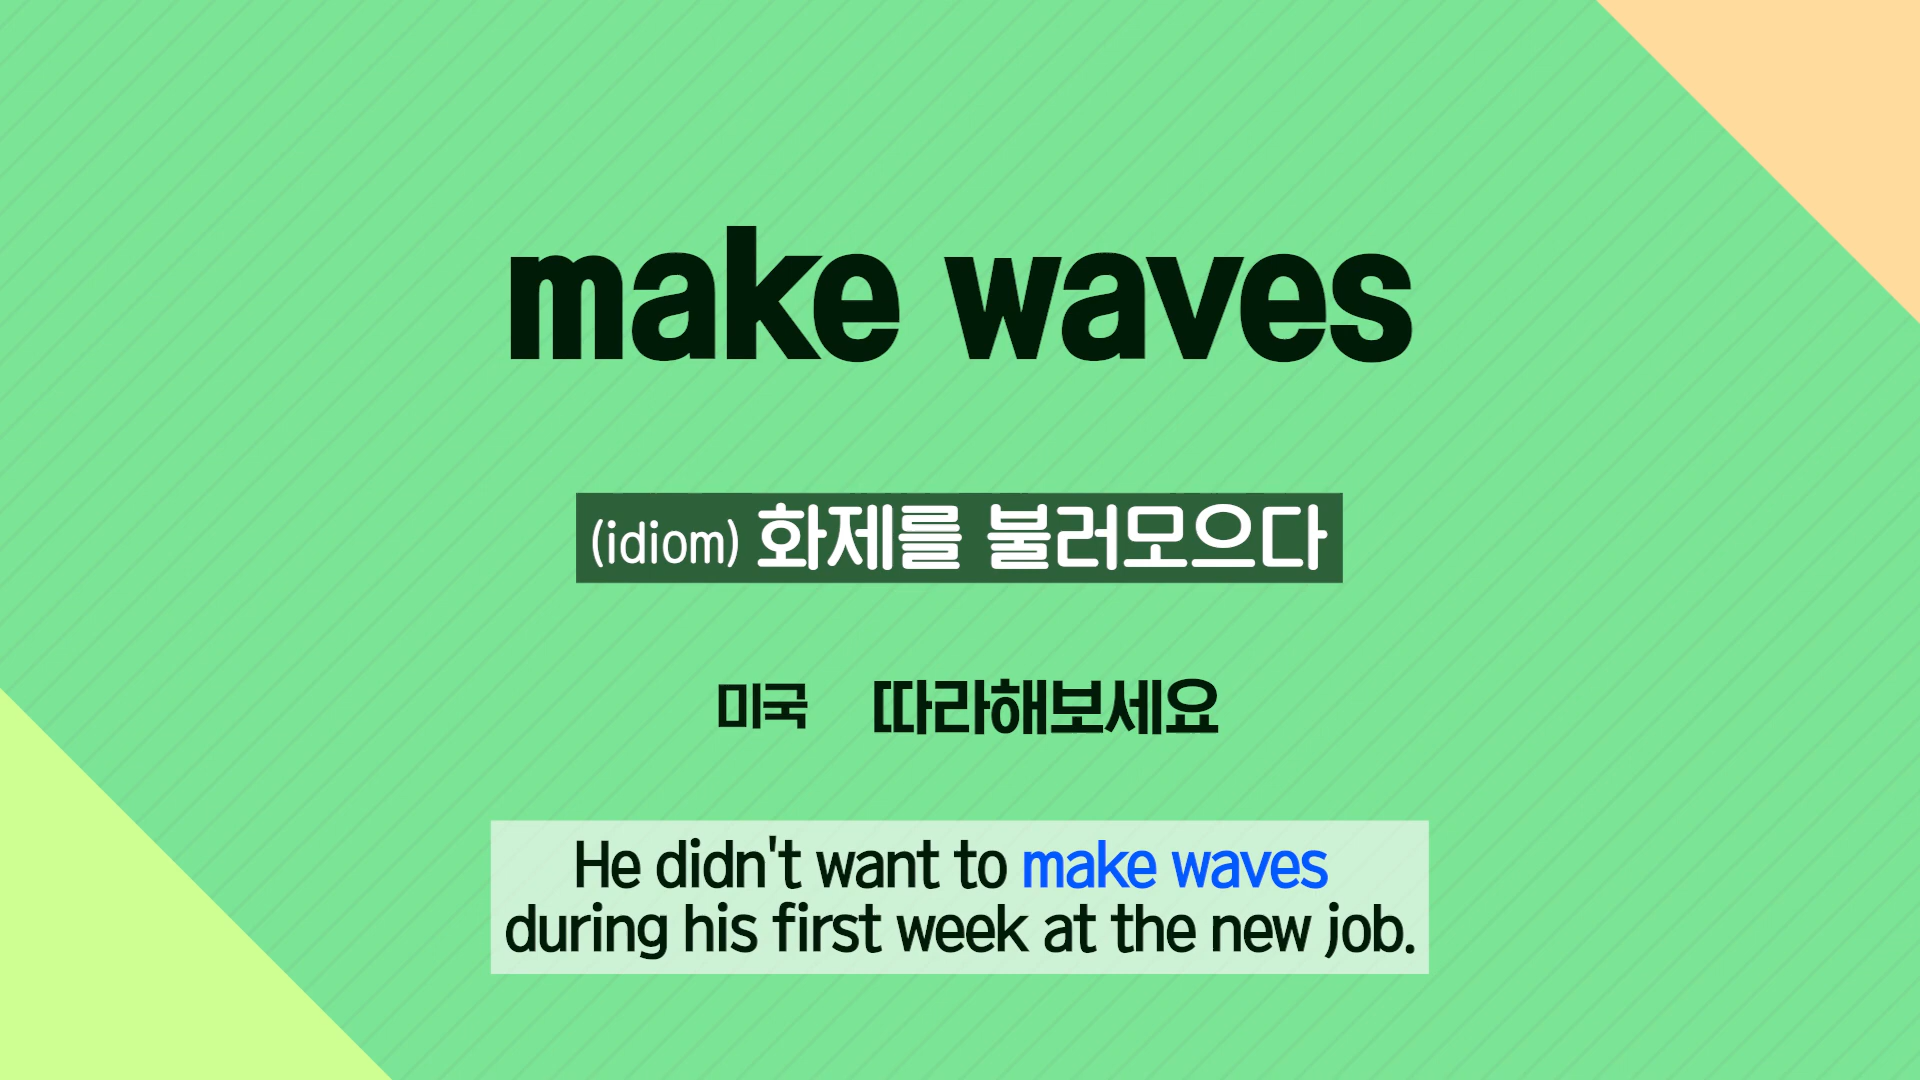 make waves
(idiom) 화제를 불러모으다
미국 따라해보세요
He didn't want to make waves
during his first week at the new job.